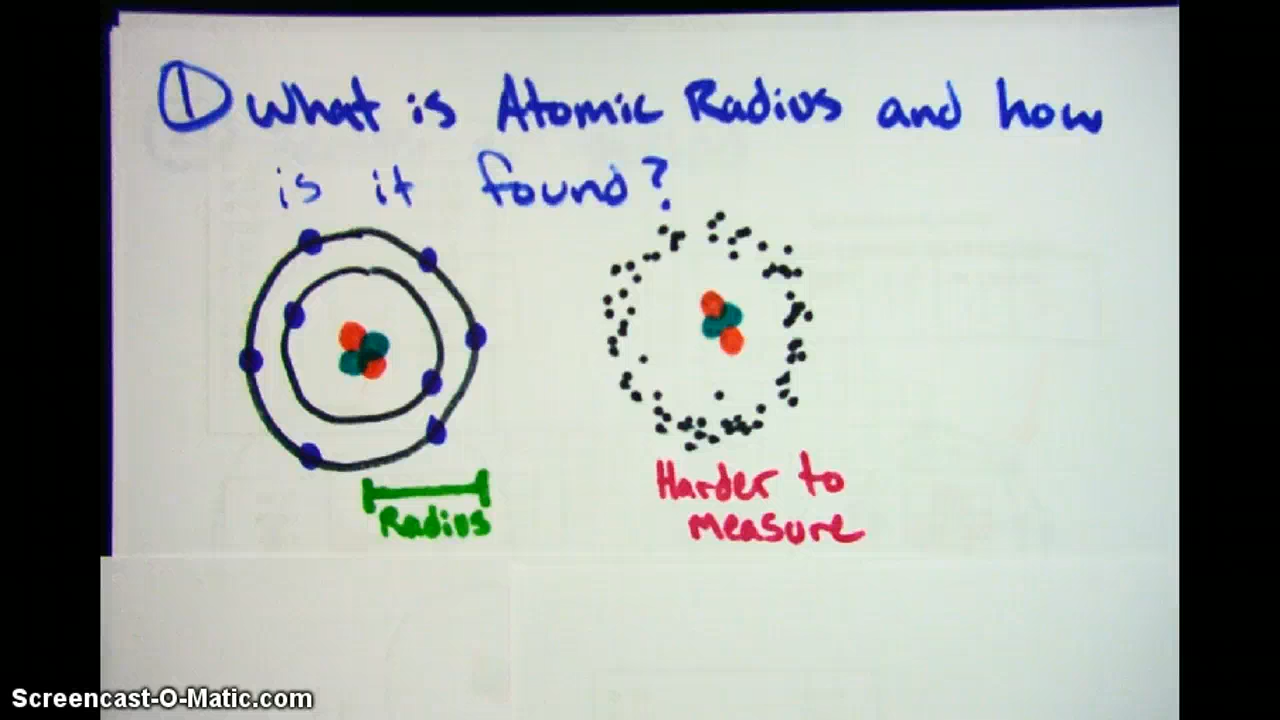 ① What is Atomic Radius and how
is it found?
Radius
Harder to
measure
Screencast-O-Matic.com